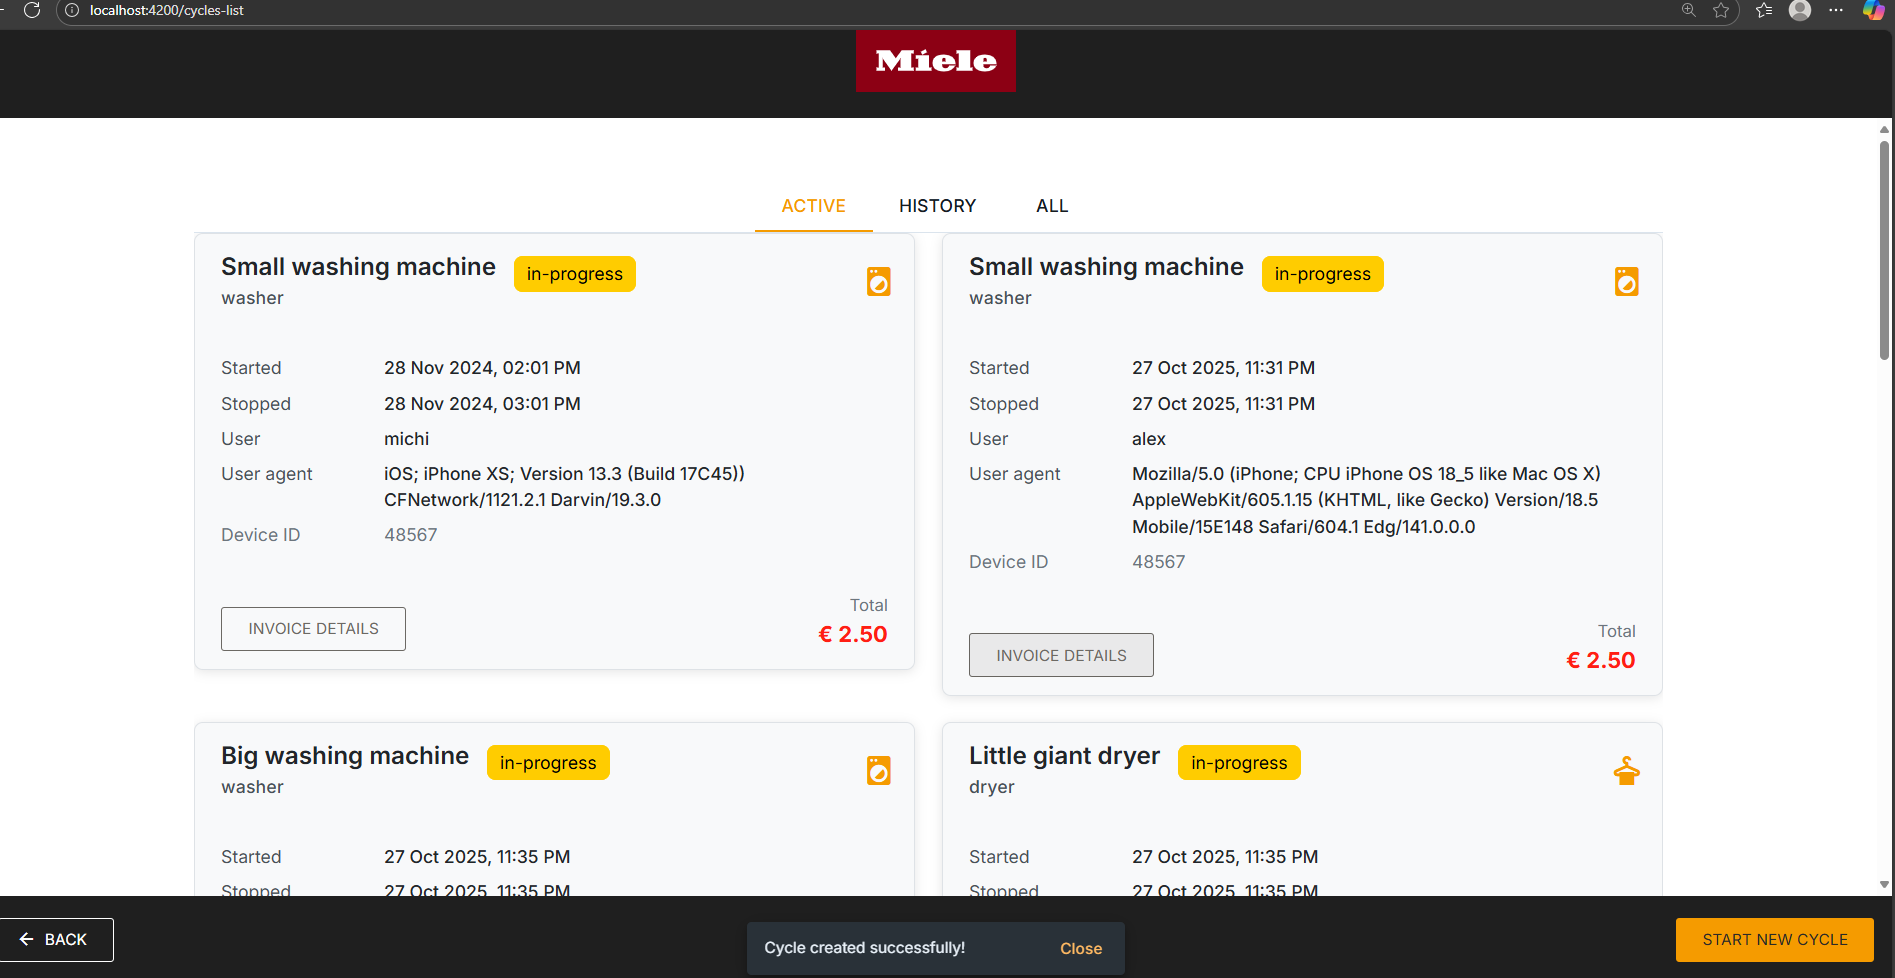 localhost:4200/cycles-list
Miele
ACTIVE
HISTORY
ALL
Small washing machine
in-progress
washer
Started
28 Nov 2024, 02:01 PM
Stopped
28 Nov 2024, 03:01 PM
User
michi
User agent
iOS; iPhone XS; Version 13.3 (Build 17C45))
CFNetwork/1121.2.1 Darvin/19.3.0
Device ID
48567
INVOICE DETAILS
Total
€ 2.50
Small washing machine
in-progress
washer
Started
27 Oct 2025, 11:31 PM
Stopped
27 Oct 2025, 11:31 PM
User
alex
User agent
Mozilla/5.0 (iPhone; CPU iPhone OS 18_5 like Mac OS X)
AppleWebKit/605.1.15 (KHTML, like Gecko) Version/18.5
Mobile/15E148 Safari/604.1 Edg/141.0.0.0
Device ID
48567
INVOICE DETAILS
Total
€ 2.50
Big washing machine
in-progress
washer
Started
27 Oct 2025, 11:35 PM
Stopped
27 Oct 2025, 11:35 PM
Little giant dryer
in-progress
dryer
Started
27 Oct 2025, 11:35 PM
Stopped
27 Oct 2025, 11:35 PM
BACK
Cycle created successfully!
Close
START NEW CYCLE